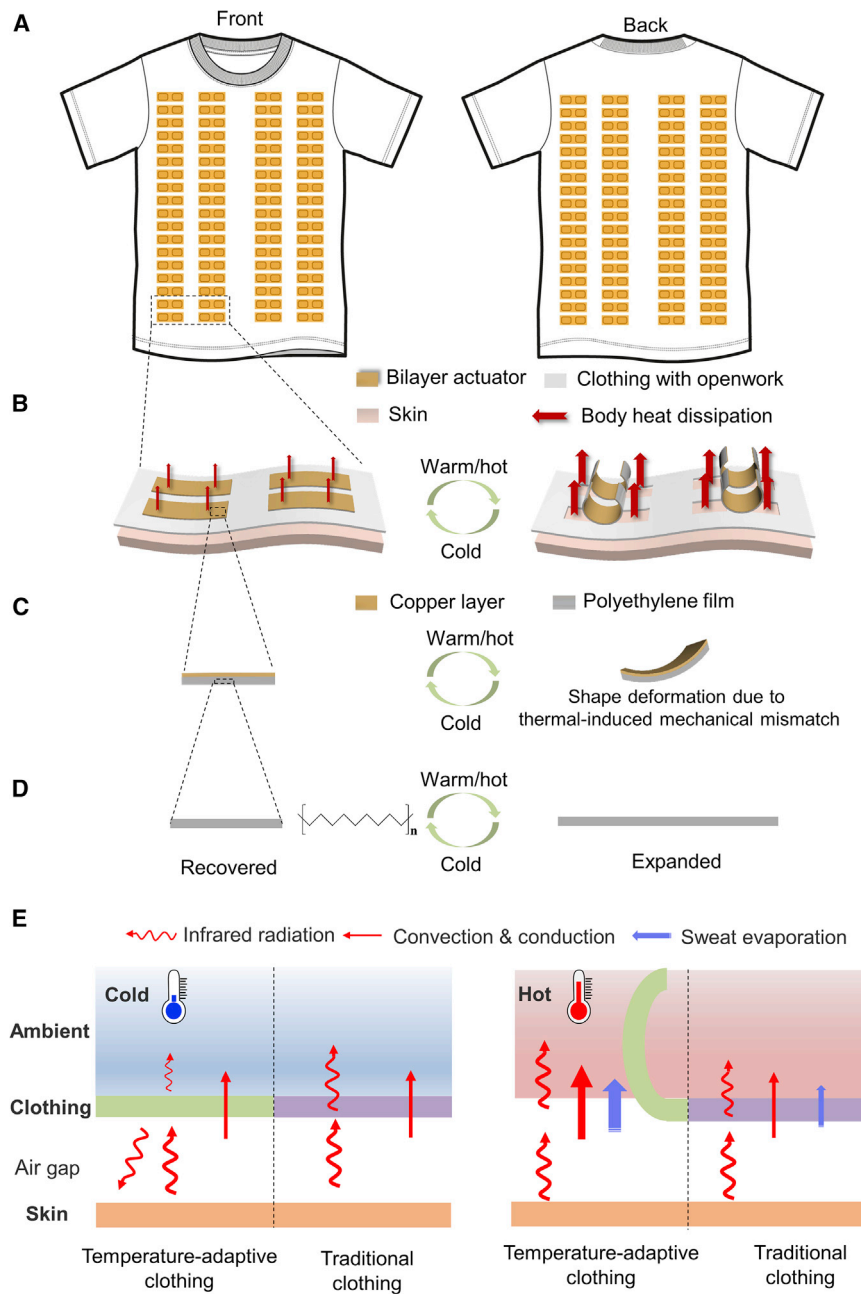 A
Front
Back
Bilayer actuator
Clothing with openwork
B
Skin
Body heat dissipation
Warm/hot
Cold
C
Copper layer
Polyethylene film
Warm/hot
Cold
Shape deformation due to
thermal-induced mechanical mismatch
D
Warm/hot
n
Cold
Recovered
Expanded
E
Infrared radiation
Convection & conduction
Sweat evaporation
Cold
Hot
Ambient
Clothing
Air gap
Skin
Temperature-adaptive
clothing
Traditional
clothing
Temperature-adaptive
clothing
Traditional
clothing